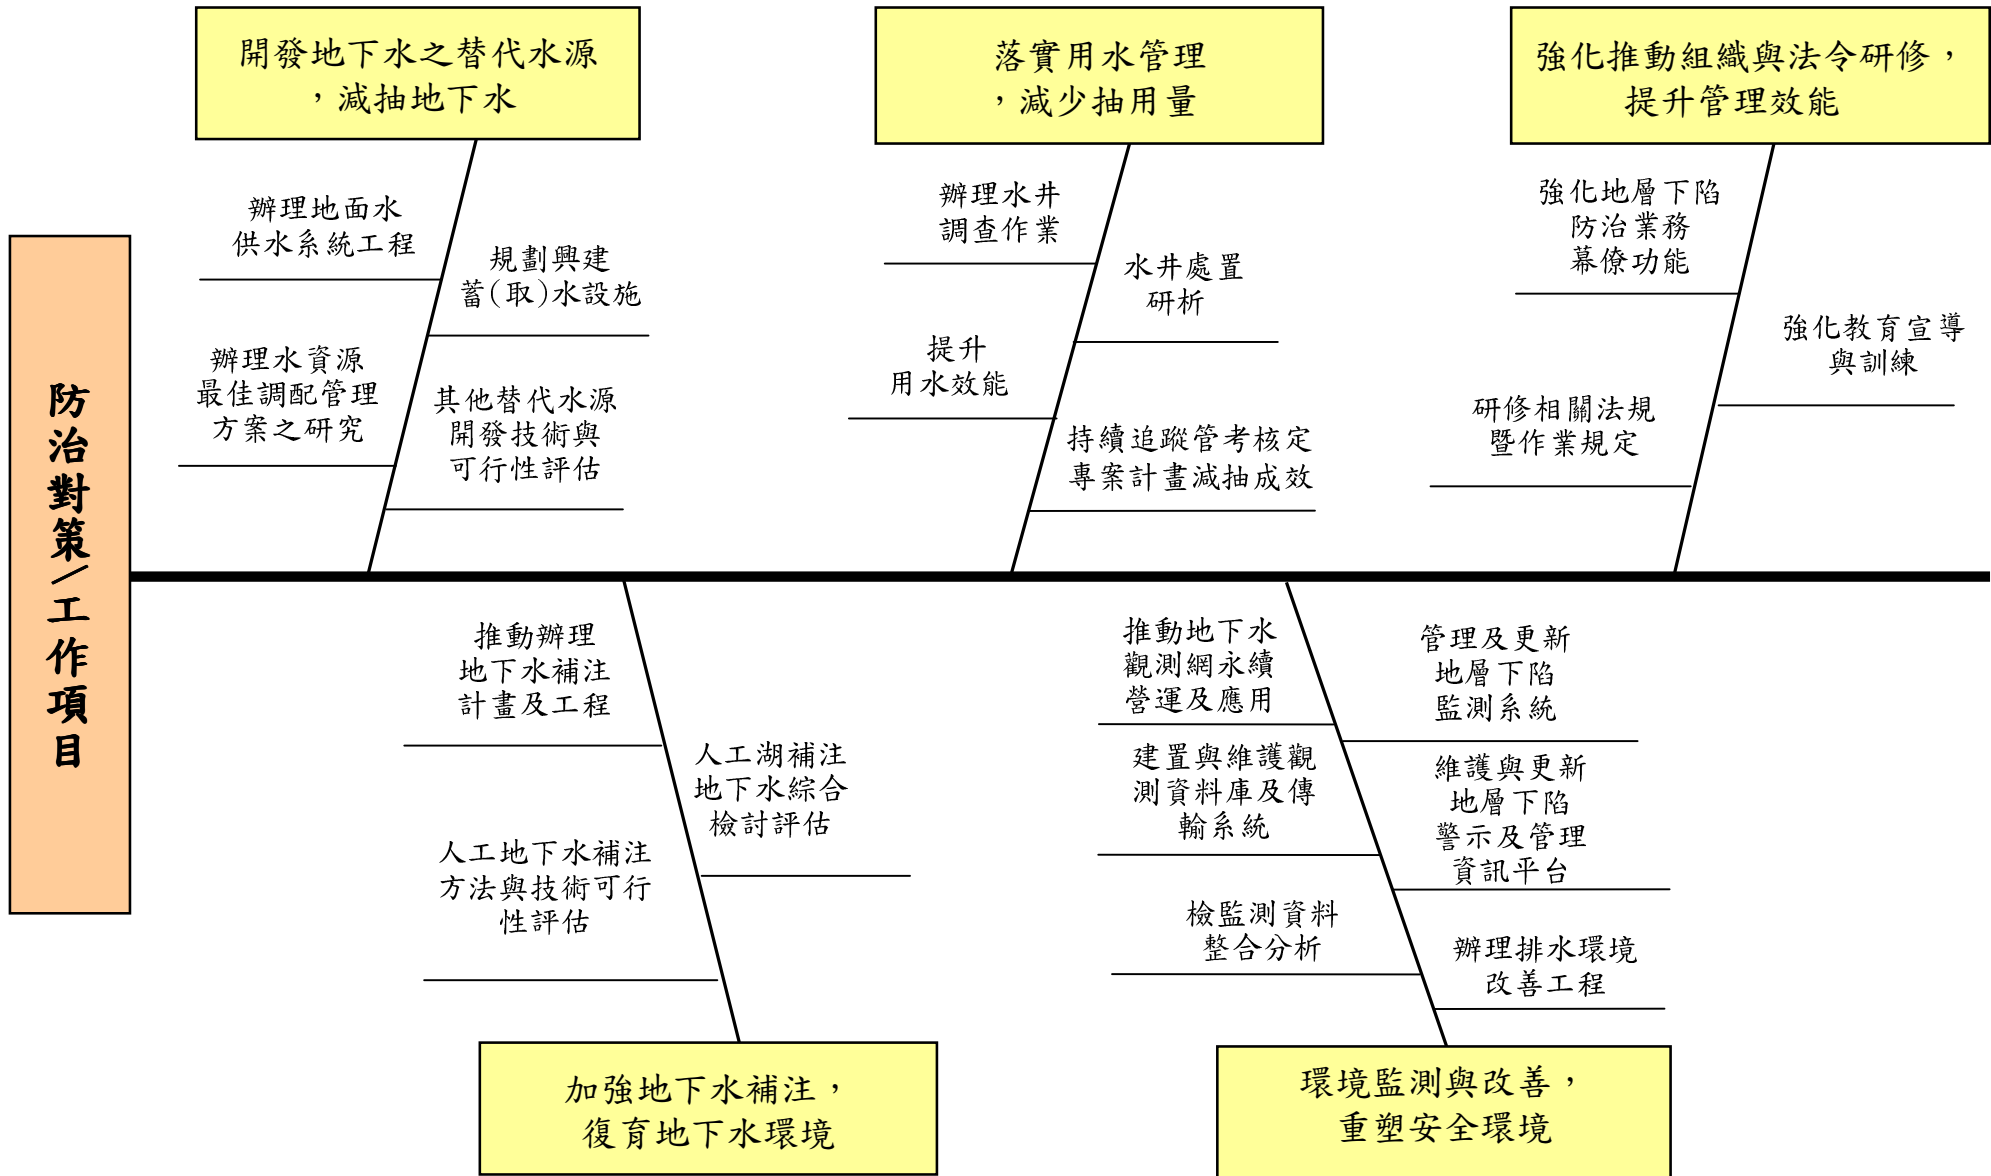 防治對策/工作項目
開發地下水之替代水源
，減抽地下水
辦理地面水
供水系統工程
規劃興建
蓄(取)水設施
辦理水資源
最佳調配管理
方案之研究
其他替代水源
開發技術與
可行性評估
落實用水管理
，減少抽用量
辦理水井
調查作業
水井處置
研析
提升
用水效能
持續追蹤管考核定
專案計畫減抽成效
強化推動組織與法令研修，
提升管理效能
強化地層下陷
防治業務
幕僚功能
強化教育宣導
與訓練
研修相關法規
暨作業規定
推動辦理
地下水補注
計畫及工程
人工湖補注
地下水綜合
檢討評估
人工地下水補注
方法與技術可行
性評估
加強地下水補注，
復育地下水環境
推動地下水
觀測網永續
營運及應用
管理及更新
地層下陷
監測系統
建置與維護觀
測資料庫及傳
輸系統
維護與更新
地層下陷
警示及管理
資訊平台
檢監測資料
整合分析
辦理排水環境
改善工程
環境監測與改善，
重塑安全環境